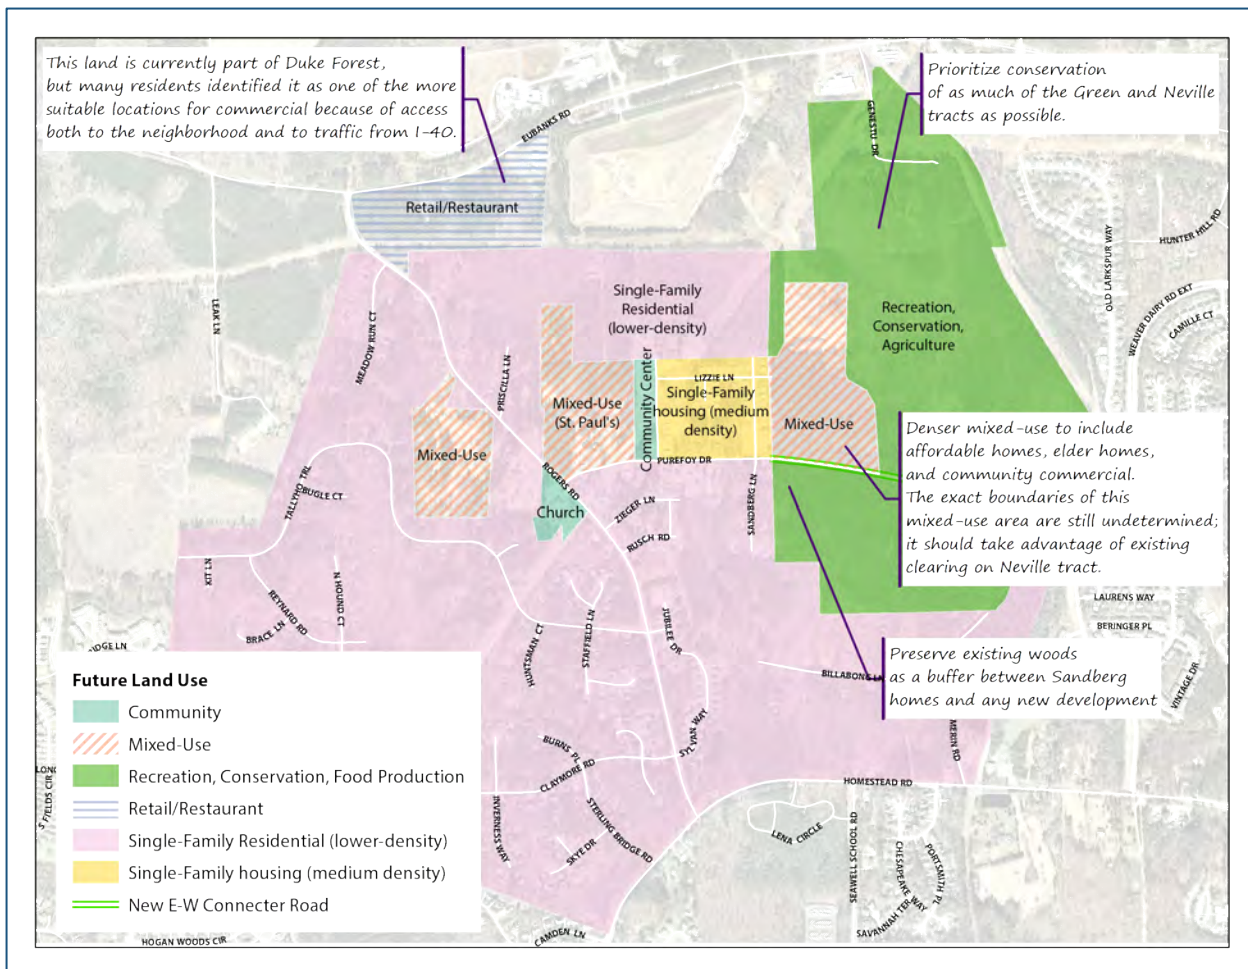 This land is currently part of Duke Forest,
but many residents identified it as one of the more
suitable locations for commercial because of access
both to the neighborhood and to traffic from I-40.
Prioritize conservation
of as much of the Green and Neville
tracts as possible.
EUBANKS RD
GENESTU DR
Retail/Restaurant
OLD LARKSPUR WAY
HUNTER HILL RD
WEAVER DAIRY RD EXT
CAMILLE CT
LEAK LN
MEADOW RUN CT
Single-Family
Residential
(lower-density)
Recreation,
Conservation,
Agriculture
PRISCILLA LN
Community Center
LIZZIE LN
Single-Family
housing (medium
density)
Mixed-Use
(St. Paul's)
Mixed-Use
Mixed-Use
PUREFOY DR
ROGERS RD
Church
ZIEGER LN
RUSCH RD
SANDBERG LN
Denser mixed-use to include
affordable homes, elder homes,
and community commercial.
The exact boundaries of this
mixed-use area are still undetermined;
it should take advantage of existing
clearing on Neville tract.
TALLYHO TRL
BUGLE CT
XIT LN
REYNARD RD
N HOUND CT
BRACE LN
RIDGE LN
HUNTSMAN CT
STAFFIELD LN
JUBILEE DR
LAURENS WAY
BERINGER PL
VINTAGE DR
Preserve existing woods
as a buffer between Sandberg
homes and any new development
BILLABONG LN
MERIN RD
SYLVAN WAY
BURNS PL
CLAYMORE RD
HOMESTEAD RD
STERLING BRIDGE RD
INVERNESS WAY
SKYE DR
LENA CIRCLE
SEAWELL SCHOOL RD
CHESAPEAKE WAY
PORTSMITH PL
SAVANNAH TER
CAMDEN LN
HOGAN WOODS CIR
LONG
S FIELDS CIR
Future Land Use
Community
Mixed-Use
Recreation, Conservation, Food Production
Retail/Restaurant
Single-Family Residential (lower-density)
Single-Family housing (medium density)
New E-W Connecter Road